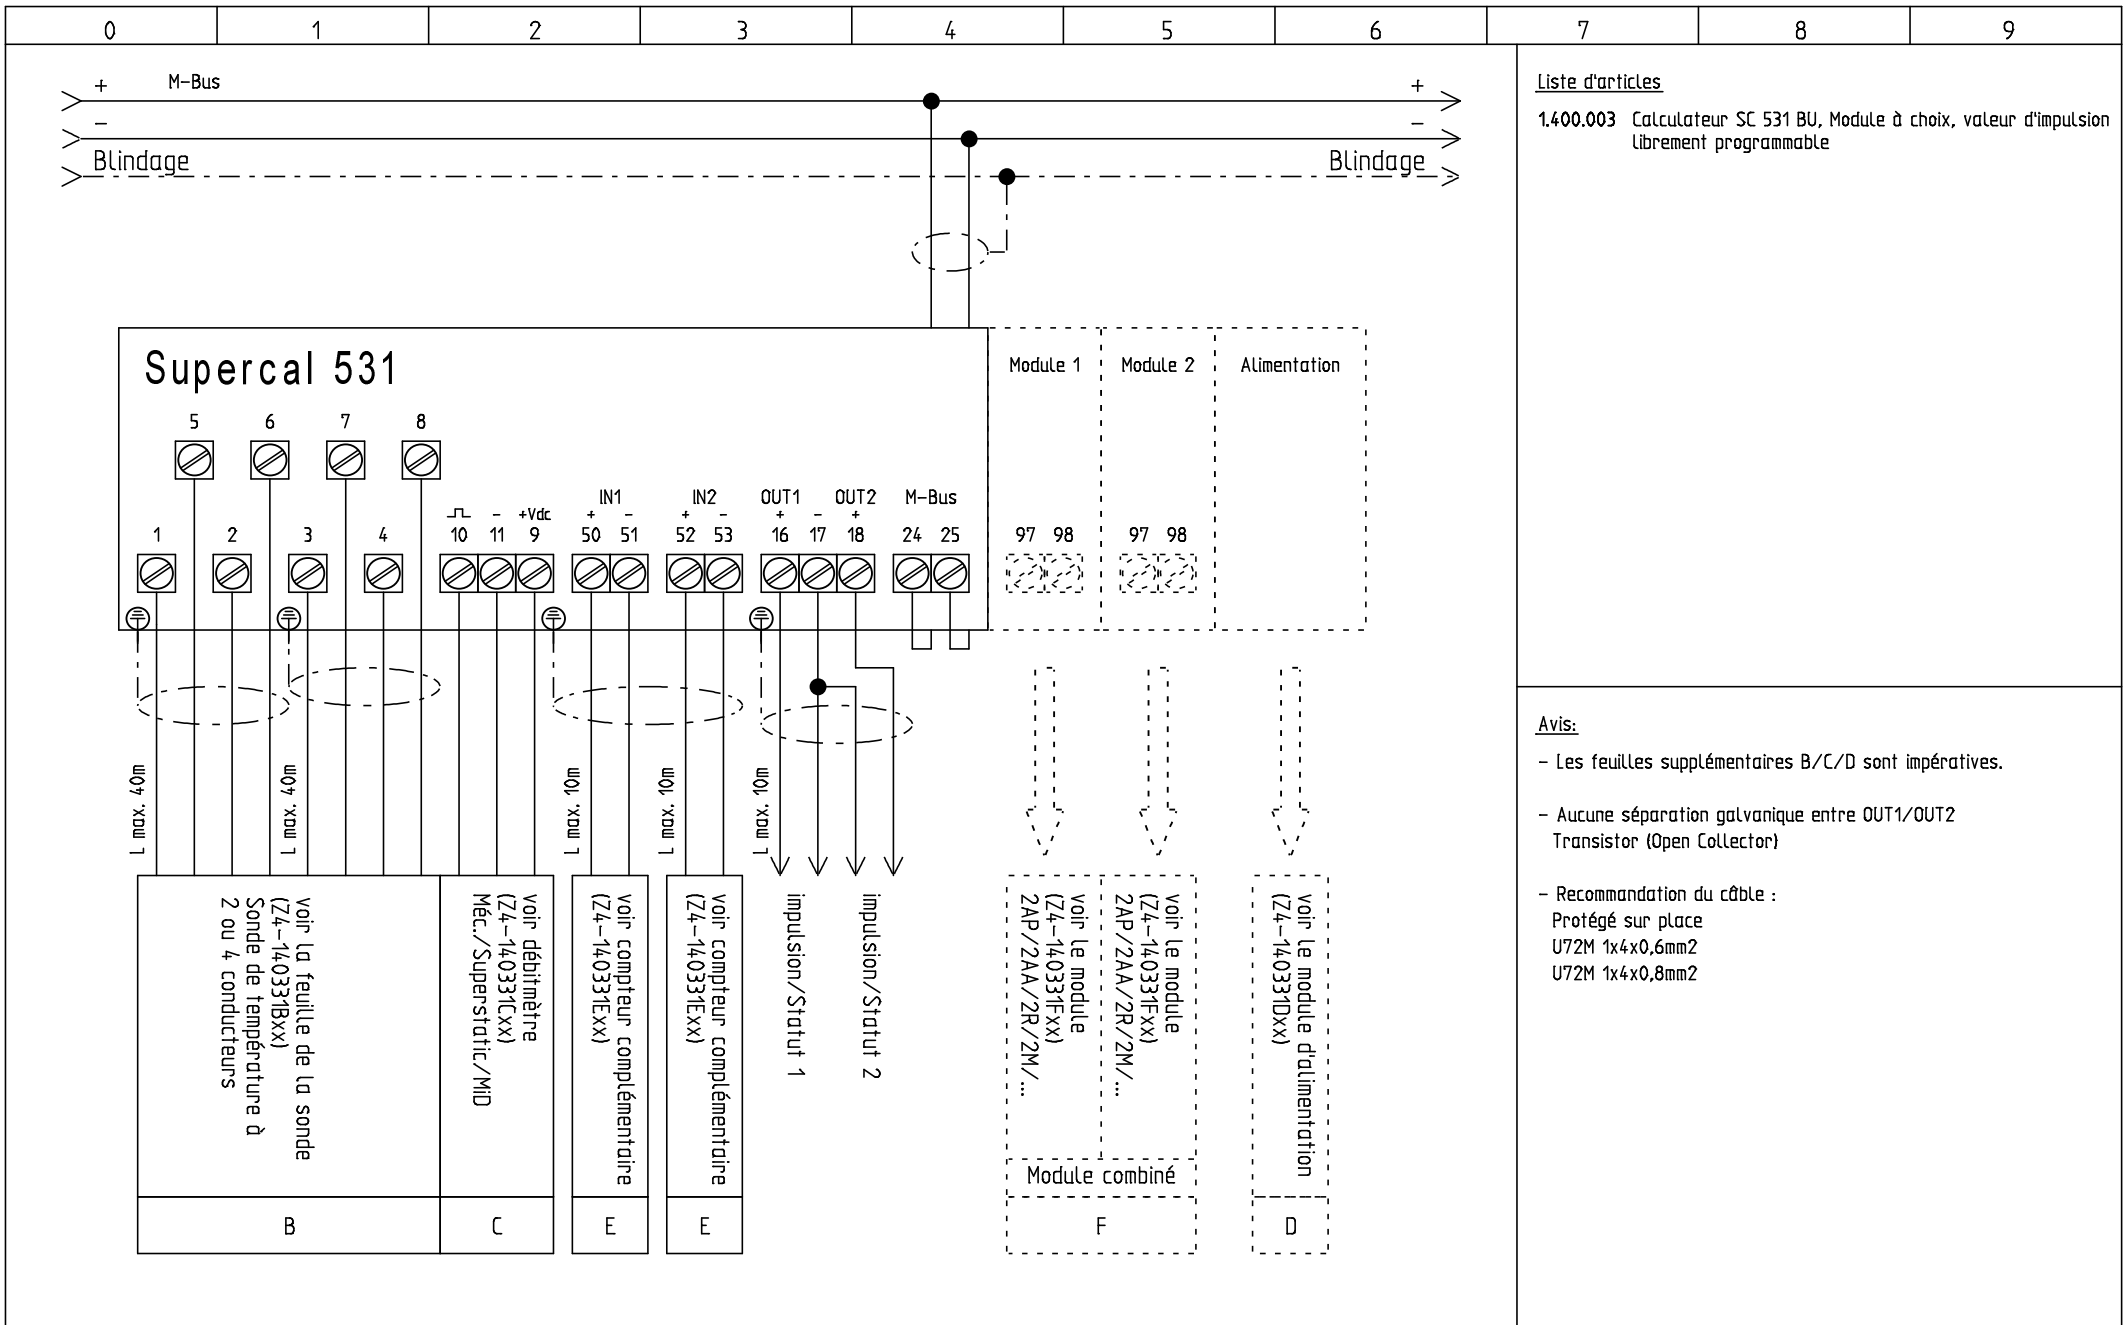 0 1 2 3 4 5 6 7 8 9
+ M-Bus +
- -
Blindage Blindage
Liste d'articles
1.400.003 Calculateur SC 531 BU, Module à choix, valeur d'impulsion
librement programmable
Supercal 531
Module 1 Module 2 Alimentation
5 6 7 8
IN1 IN2 OUT1 OUT2 M-Bus
- +Vdc + - + - + - +
1 2 3 4 10 11 9 50 51 52 53 16 17 18 24 25 97 98 97 98
L max. 40m
L max. 40m
L max. 10m
L max. 10m
L max. 10m
voir la feuille de la sonde
(Z4-140331Bxx)
Sonde de température à
2 ou 4 conducteurs
voir débitmètre
(Z4-140331Cxx)
Méc./Superstatic/MiD
voir compteur complémentaire
(Z4-140331Exx)
voir compteur complémentaire
(Z4-140331Exx)
impulsion/Statut 1
impulsion/Statut 2
voir le module
(Z4-140331Fxx)
2AP/2AA/2R/2M/...
voir le module
(Z4-140331Fxx)
2AP/2AA/2R/2M/...
voir le module d'alimentation
(Z4-140331Dxx)
Module combiné
B C E E F D
Avis:
- Les feuilles supplémentaires B/C/D sont impératives.
- Aucune séparation galvanique entre OUT1/OUT2
Transistor (Open Collector)
- Recommandation du câble :
Protégé sur place
U72M 1x4x0,6mm2
U72M 1x4x0,8mm2